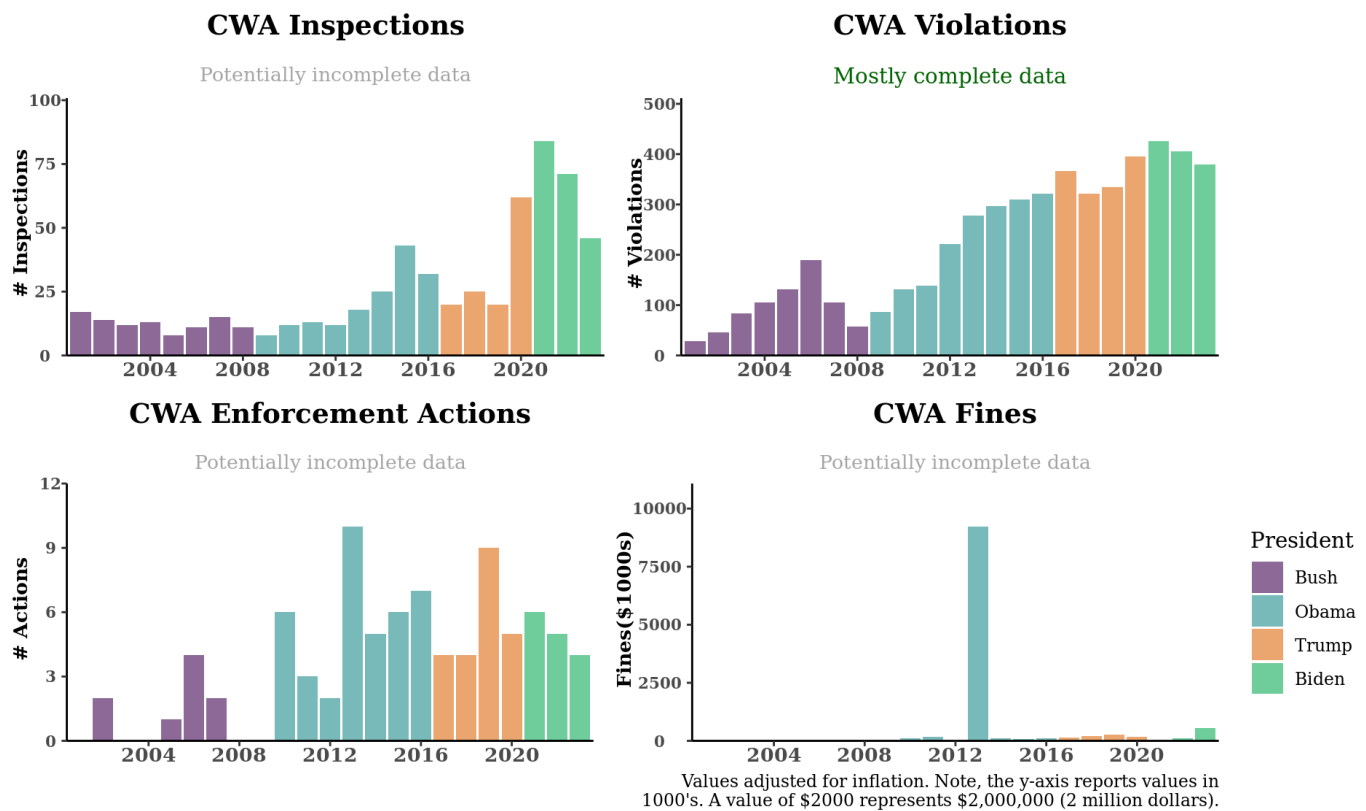 CWA Inspections
Potentially incomplete data
# Inspections
100
75
50
25
0
2004 2008 2012 2016 2020
CWA Violations
Mostly complete data
# Violations
500
400
300
200
100
0
2004 2008 2012 2016 2020
CWA Enforcement Actions
Potentially incomplete data
# Actions
12
9
6
3
0
2004 2008 2012 2016 2020
CWA Fines
Potentially incomplete data
Fines($1000s)
10000
7500
5000
2500
0
2004 2008 2012 2016 2020
Values adjusted for inflation. Note, the y-axis reports values in
1000's. A value of $2000 represents $2,000,000 (2 million dollars).
President
Bush
Obama
Trump
Biden